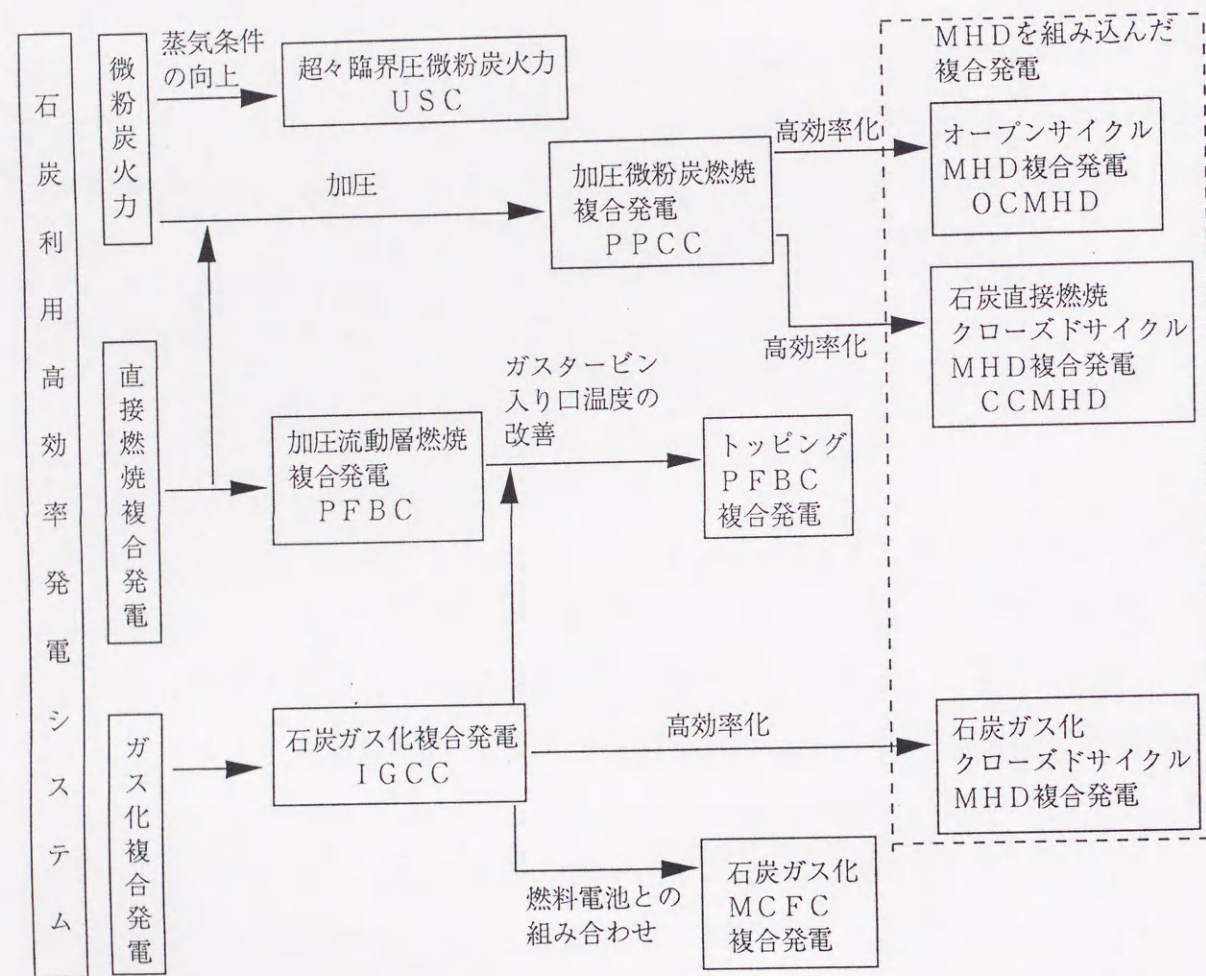 石炭利用高効率発電システム
微粉炭火力
蒸気条件
の向上
超々臨界圧微粉炭火力
USC
加圧
加圧微粉炭燃焼
複合発電
PPCC
高効率化
高効率化
MHDを組み込んだ
複合発電
オープンサイクル
MHD複合発電
OCMHD
石炭直接燃焼
クローズドサイクル
MHD複合発電
CCMHD
直接燃焼複合発電
加圧流動層燃焼
複合発電
PFBC
ガスタービン
入り口温度の
改善
トッピング
PFBC
複合発電
ガス化複合発電
石炭ガス化複合発電
IGCC
高効率化
石炭ガス化
クローズドサイクル
MHD複合発電
燃料電池との
組み合わせ
石炭ガス化
MCFC
複合発電